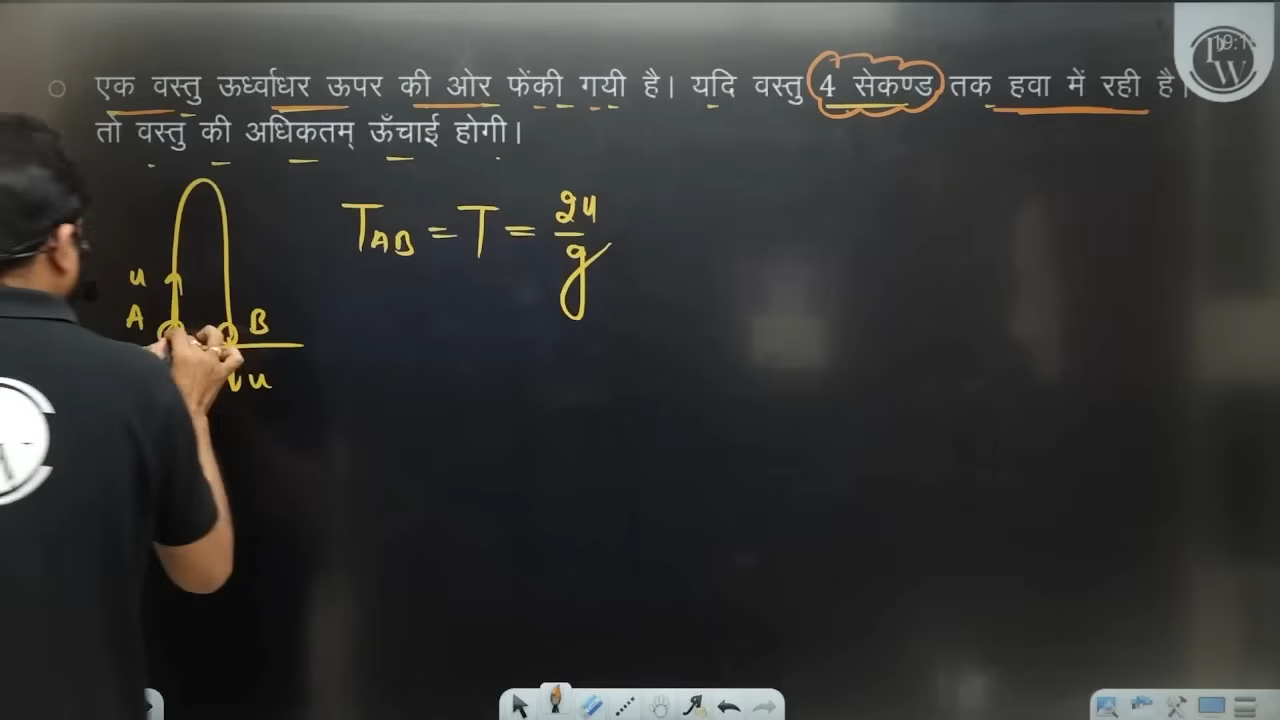 एक वस्तु ऊर्ध्वाधर ऊपर की ओर फेंकी गयी है। यदि वस्तु 4 सेकण्ड तक हवा में रही है।
तो वस्तु की अधिकतम् ऊँचाई होगी।
T_AB = T = 2u/g
u
A B
u